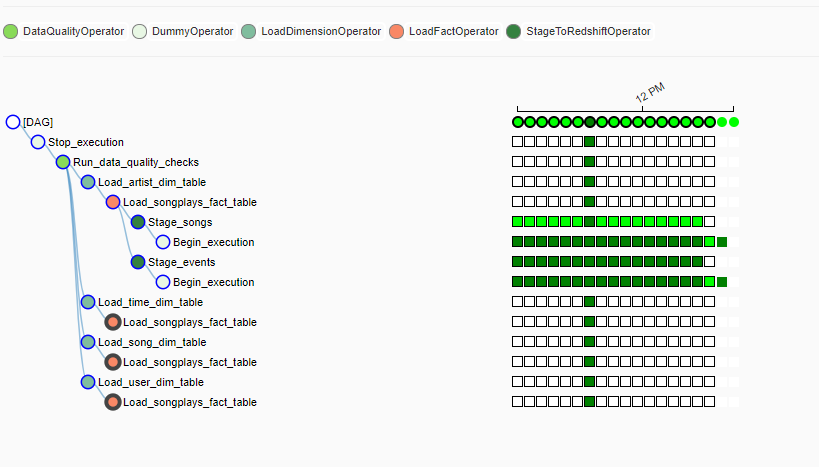 DataQualityOperator DummyOperator LoadDimensionOperator LoadFactOperator StageToRedshiftOperator
12 PM
[DAG]
Stop_execution
Run_data_quality_checks
Load_artist_dim_table
Load_songplays_fact_table
Stage_songs
Begin_execution
Stage_events
Begin_execution
Load_time_dim_table
Load_songplays_fact_table
Load_song_dim_table
Load_songplays_fact_table
Load_user_dim_table
Load_songplays_fact_table